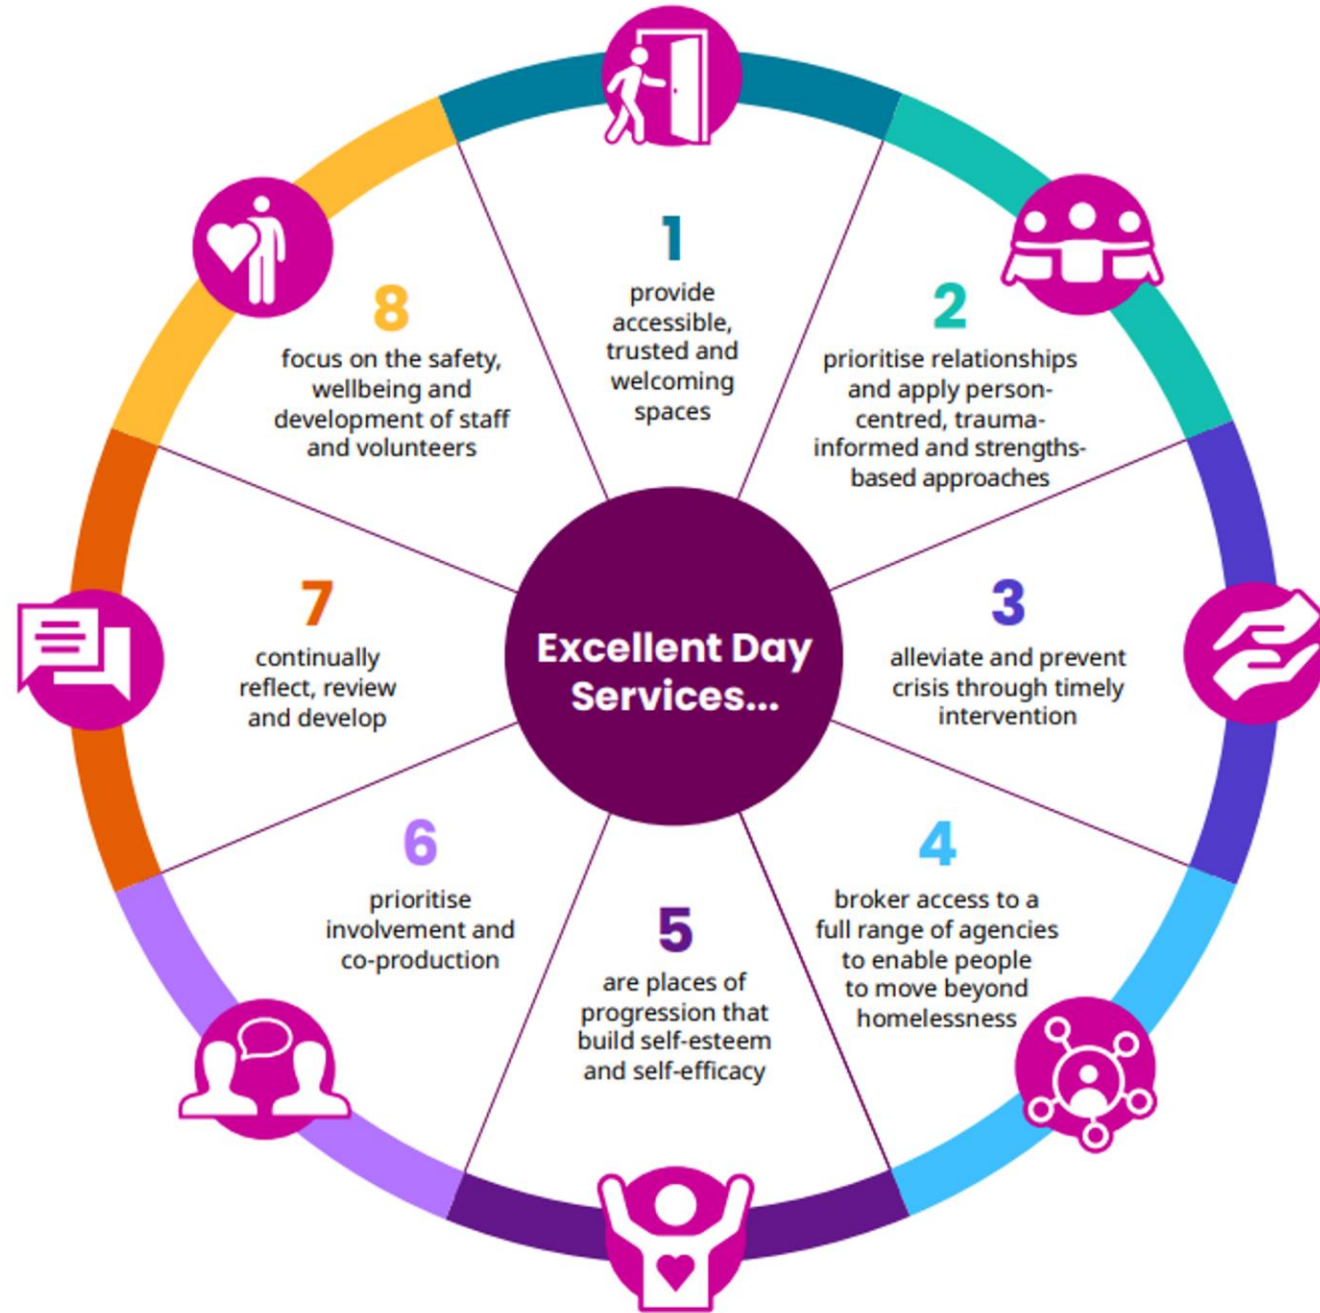 Excellent Day
Services...
1
provide
accessible,
trusted and
welcoming
spaces
2
prioritise relationships
and apply person-
centred, trauma-
informed and strengths-
based approaches
3
alleviate and prevent
crisis through timely
intervention
4
broker access to a
full range of agencies
to enable people
to move beyond
homelessness
5
are places of
progression that
build self-esteem
and self-efficacy
6
prioritise
involvement and
co-production
7
continually
reflect, review
and develop
8
focus on the safety,
wellbeing and
development of staff
and volunteers